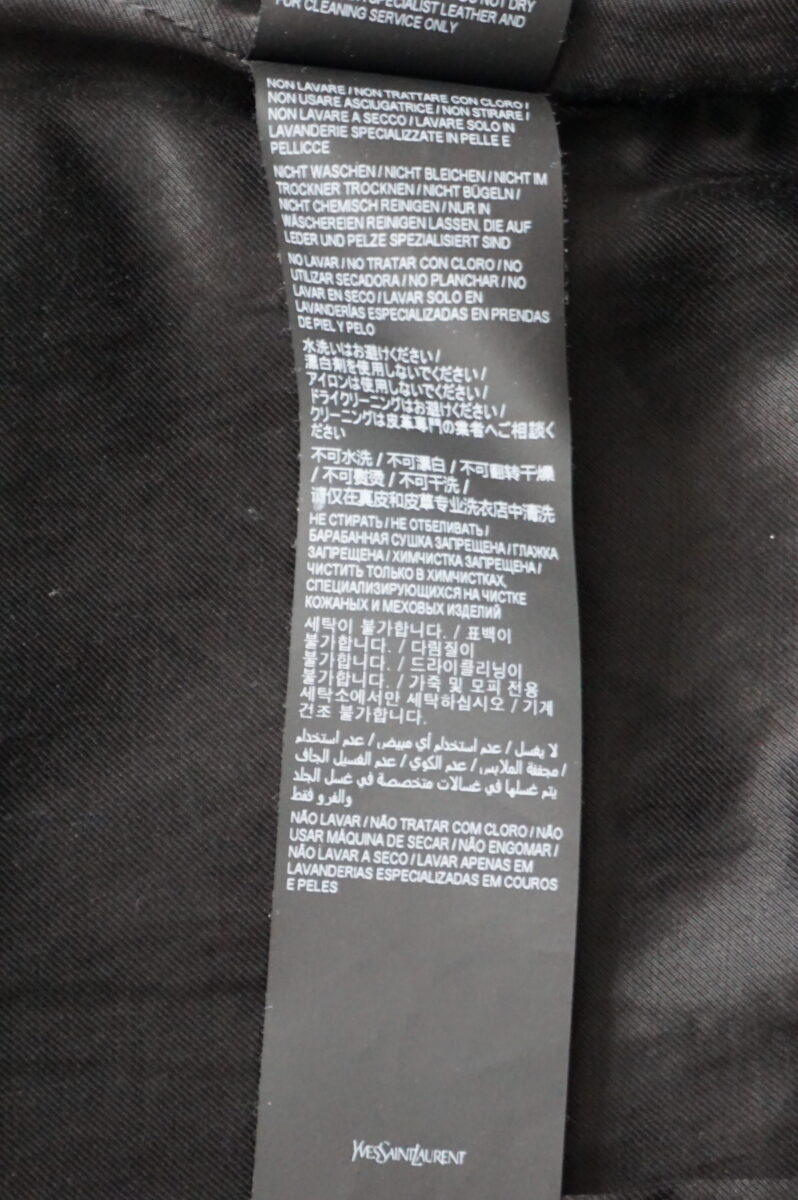 DO NOT DRY
SPECIALIST LEATHER AND
FOR CLEANING SERVICE ONLY
NON LAVARE / NON TRATTARE CON CLORO /
NON USARE ASCIUGATRICE / NON STIRARE /
NON LAVARE A SECCO / LAVARE SOLO IN
LAVANDERIE SPECIALIZZATE IN PELLE E
PELLICCE
NICHT WASCHEN / NICHT BLEICHEN / NICHT IM
TROCKNER TROCKNEN / NICHT BÜGELN /
NICHT CHEMISCH REINIGEN / NUR IN
WÄSCHEREIEN REINIGEN LASSEN, DIE AUF
LEDER UND PELZE SPEZIALISIERT SIND
NO LAVAR / NO TRATAR CON CLORO / NO
UTILIZAR SECADORA / NO PLANCHAR / NO
LAVAR EN SECO / LAVAR SOLO EN
LAVANDERÍAS ESPECIALIZADAS EN PRENDAS
DE PIEL Y PELO
水洗いはお避けください /
漂白剤を使用しないでください /
アイロンは使用しないでください /
ドライクリーニングはお避けください /
クリーニングは皮革専門の業者へご相談く
ださい
不可水洗 / 不可漂白 / 不可翻转干燥
/ 不可熨烫 / 不可干洗 /
请仅在真皮和皮草专业洗衣店中清洗
НЕ СТИРАТЬ / НЕ ОТБЕЛИВАТЬ /
БАРАБАННАЯ СУШКА ЗАПРЕЩЕНА / ГЛАЖКА
ЗАПРЕЩЕНА / ХИМЧИСТКА ЗАПРЕЩЕНА /
ЧИСТИТЬ ТОЛЬКО В ХИМЧИСТКАХ,
СПЕЦИАЛИЗИРУЮЩИХСЯ НА ЧИСТКЕ
КОЖАНЫХ И МЕХОВЫХ ИЗДЕЛИЙ
세탁이 불가합니다. / 표백이
불가합니다. / 다림질이
불가합니다. / 드라이클리닝이
불가합니다. / 가죽 및 모피 전용
세탁소에서만 세탁하십시오 / 기계
건조 불가합니다.
لا يغسل / عدم استخدام أي مبيض / عدم استخدام
مجففة الملابس / عدم الكوي / عدم الغسيل الجاف /
يتم غسلها في غسالات متخصصة في غسل الجلد
والفرو فقط
NÃO LAVAR / NÃO TRATAR COM CLORO / NÃO
USAR MÁQUINA DE SECAR / NÃO ENGOMAR /
NÃO LAVAR A SECO / LAVAR APENAS EM
LAVANDERIAS ESPECIALIZADAS EM COUROS
E PELES
YVESSAINTLAURENT